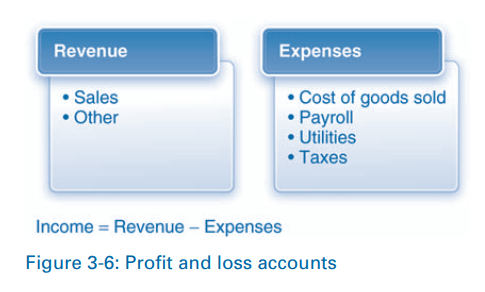 Revenue
• Sales
• Other
Expenses
• Cost of goods sold
• Payroll
• Utilities
• Taxes
Income = Revenue – Expenses
Figure 3-6: Profit and loss accounts